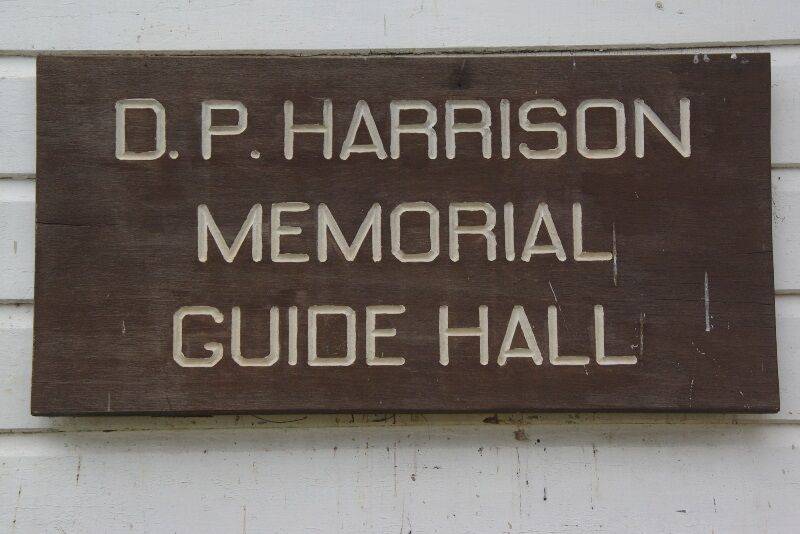 D. P. HARRISON
MEMORIAL
GUIDE HALL